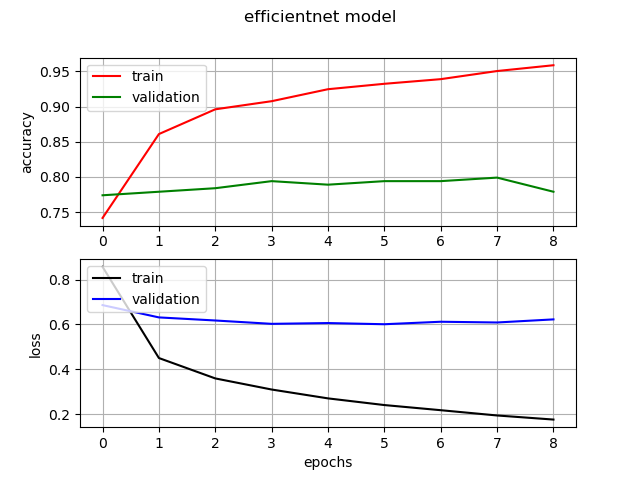 efficientnet model
train
validation
accuracy
0.95
0.90
0.85
0.80
0.75
0 1 2 3 4 5 6 7 8
train
validation
loss
0.8
0.6
0.4
0.2
0 1 2 3 4 5 6 7 8
epochs